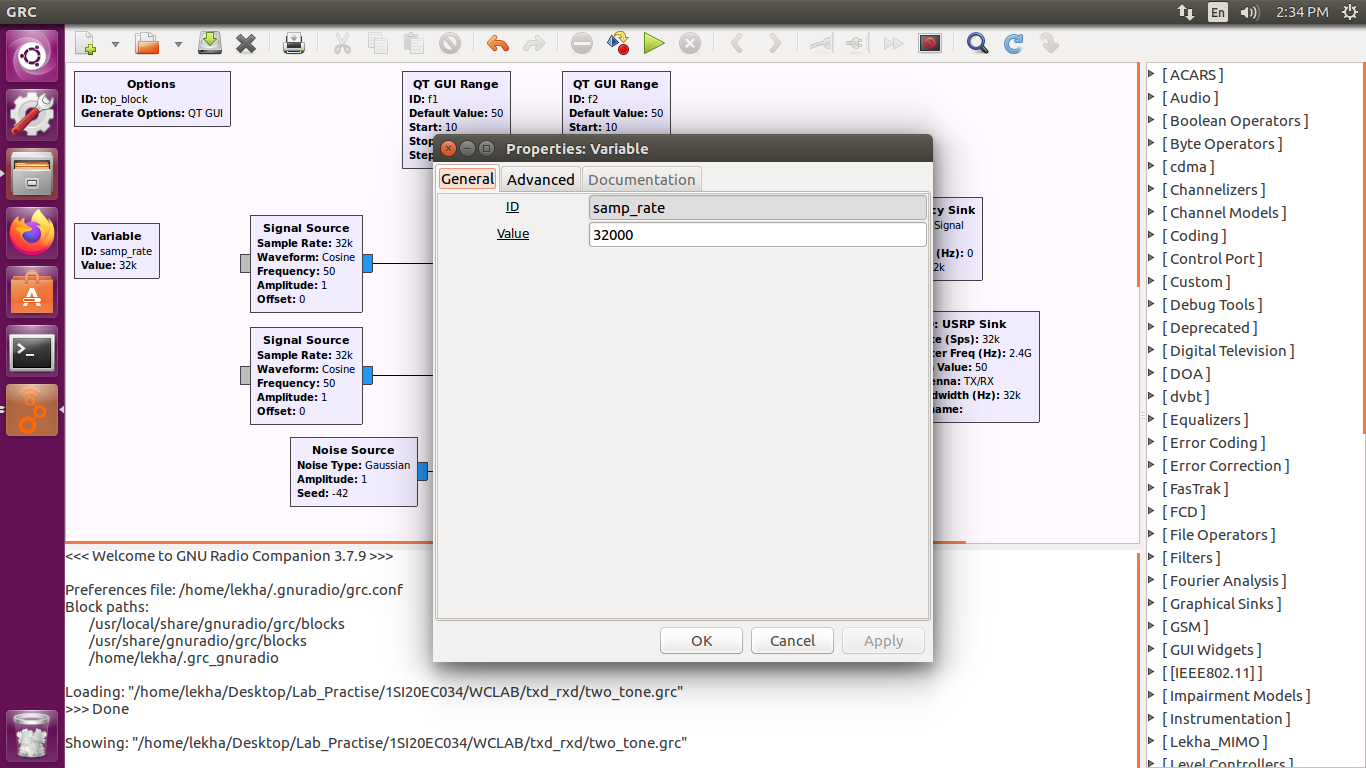 GRC
En
2:34 PM
Options
ID: top_block
Generate Options: QT GUI
QT GUI Range
ID: f1
Default Value: 50
Start: 10
QT GUI Range
ID: f2
Default Value: 50
Start: 10
Stop
Step
Properties: Variable
General
Advanced
Documentation
ID
samp_rate
Value
32000
OK
Cancel
Apply
Variable
ID: samp_rate
Value: 32k
Signal Source
Sample Rate: 32k
Waveform: Cosine
Frequency: 50
Amplitude: 1
Offset: 0
Signal Source
Sample Rate: 32k
Waveform: Cosine
Frequency: 50
Amplitude: 1
Offset: 0
Noise Source
Noise Type: Gaussian
Amplitude: 1
Seed: -42
cy Sink
Signal
(Hz): 0
2k
: USRP Sink
te (Sps): 32k
ter Freq (Hz): 2.4G
n Value: 50
enna: TX/RX
dwidth (Hz): 32k
name:
<<< Welcome to GNU Radio Companion 3.7.9 >>>
Preferences file: /home/lekha/.gnuradio/grc.conf
Block paths:
/usr/local/share/gnuradio/grc/blocks
/usr/share/gnuradio/grc/blocks
/home/lekha/.grc_gnuradio
Loading: "/home/lekha/Desktop/Lab_Practise/1SI20EC034/WCLAB/txd_rxd/two_tone.grc"
>>> Done
Showing: "/home/lekha/Desktop/Lab_Practise/1SI20EC034/WCLAB/txd_rxd/two_tone.grc"
[ ACARS ]
[ Audio ]
[ Boolean Operators ]
[ Byte Operators ]
[ cdma ]
[ Channelizers ]
[ Channel Models ]
[ Coding ]
[ Control Port ]
[ Custom ]
[ Debug Tools ]
[ Deprecated ]
[ Digital Television ]
[ DOA ]
[ dvbt ]
[ Equalizers ]
[ Error Coding ]
[ Error Correction ]
[ FasTrak ]
[ FCD ]
[ File Operators ]
[ Filters ]
[ Fourier Analysis ]
[ Graphical Sinks ]
[ GSM ]
[ GUI Widgets ]
[ [IEEE802.11] ]
[ Impairment Models ]
[ Instrumentation ]
[ Lekha_MIMO ]
[ Level Controllers ]